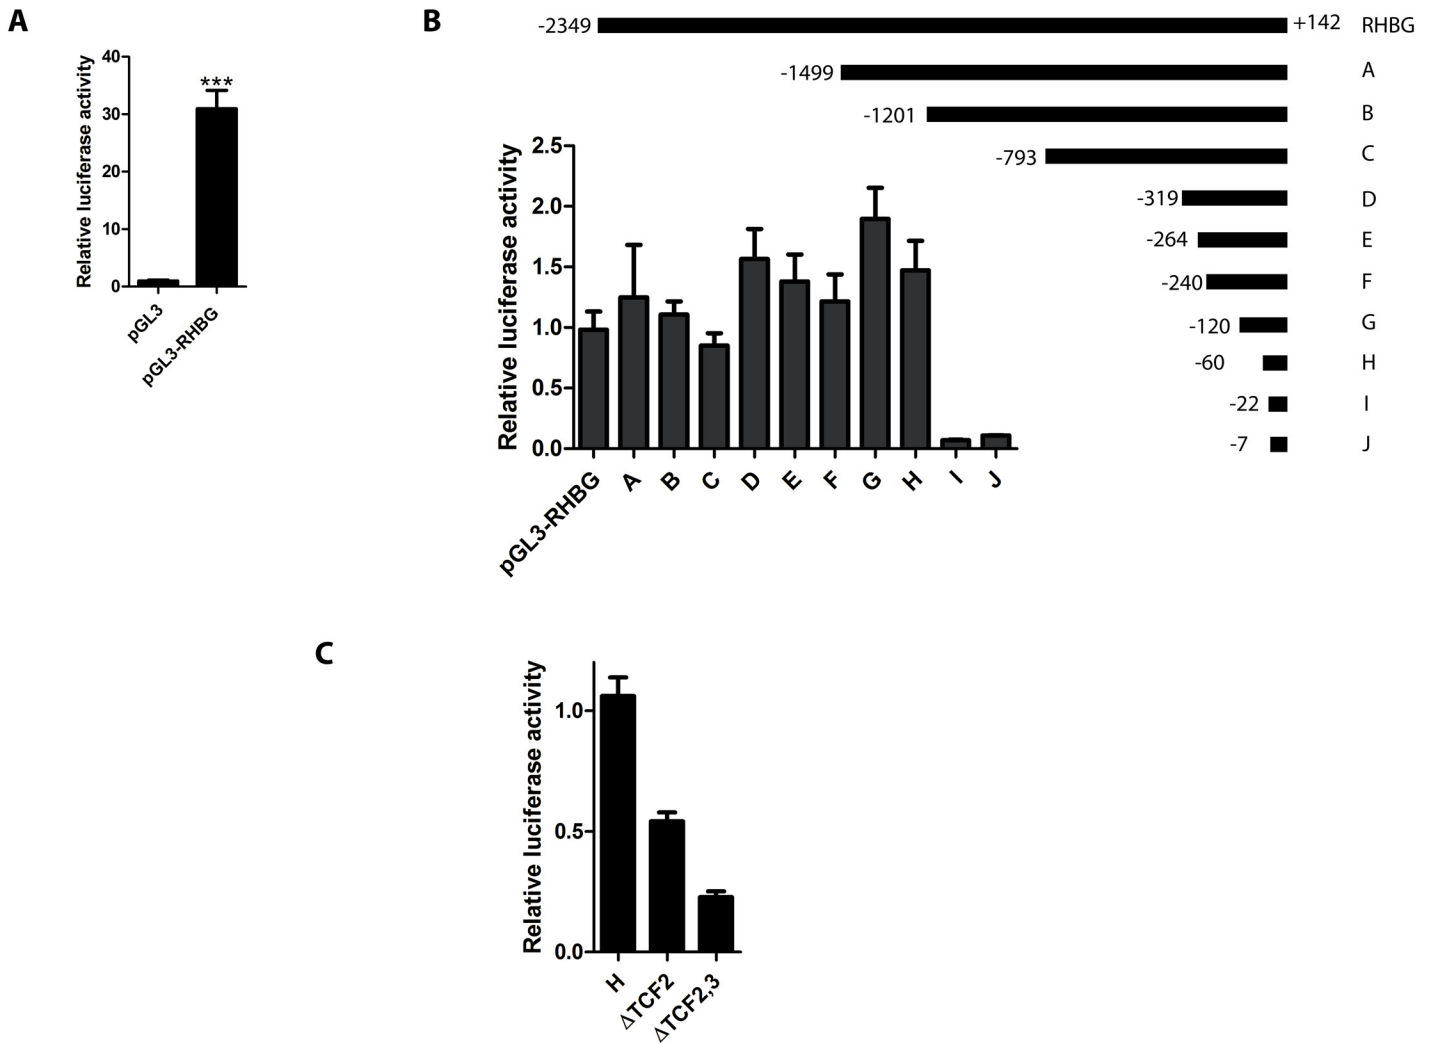 A
Relative luciferase activity
40
30
20
10
0
***
pGL3
pGL3-RHBG
B
-2349
+142
RHBG
-1499
A
-1201
B
-793
C
-319
D
-264
E
-240
F
-120
G
-60
H
-22
I
-7
J
Relative luciferase activity
2.5
2.0
1.5
1.0
0.5
0.0
pGL3-RHBG
A
B
C
D
E
F
G
H
I
J
C
Relative luciferase activity
1.0
0.5
0.0
H
ΔTCF2
ΔTCF2,3